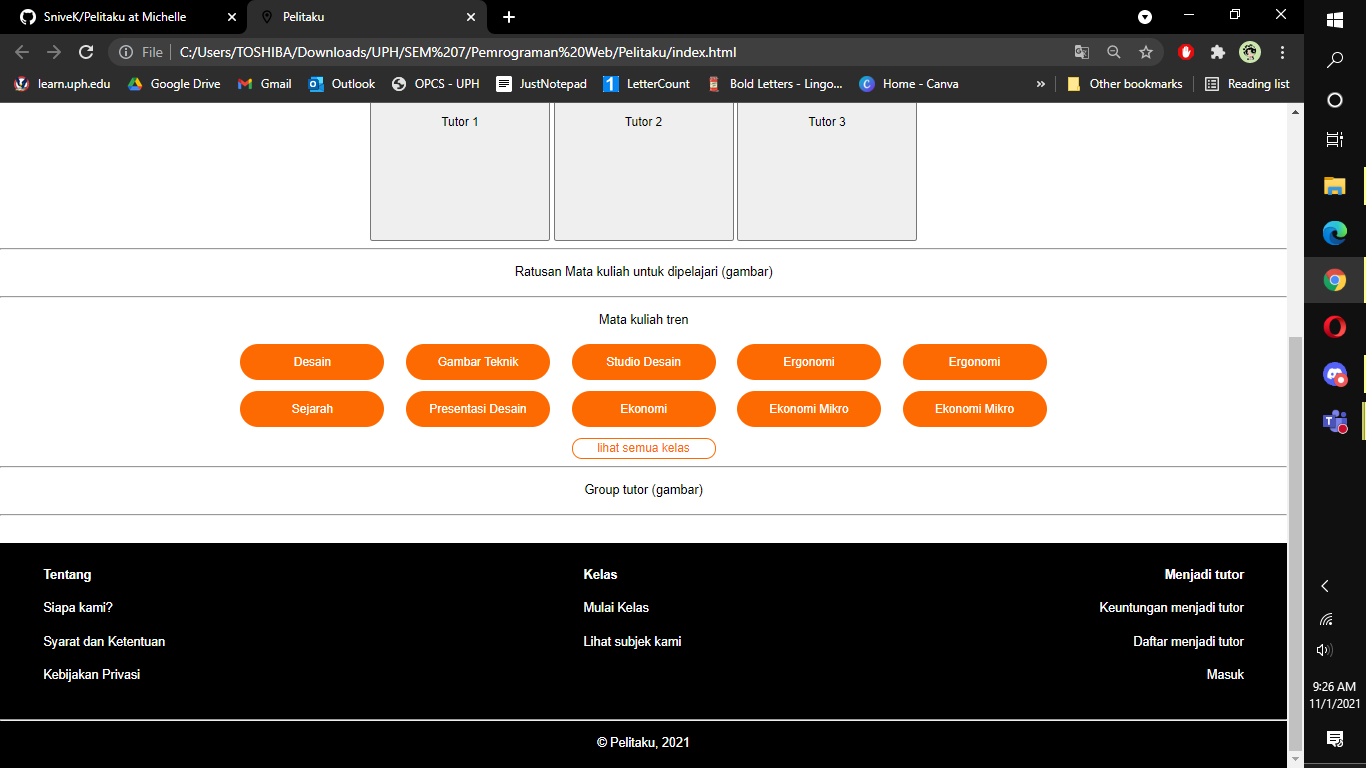 SniveK/Pelitaku at Michelle
Pelitaku
File
C:/Users/TOSHIBA/Downloads/UPH/SEM%207/Pemrograman%20Web/Pelitaku/index.html
learn.uph.edu
Google Drive
Gmail
Outlook
OPCS - UPH
JustNotepad
LetterCount
Bold Letters - Lingo...
Home - Canva
»
Other bookmarks
Reading list
Tutor 1
Tutor 2
Tutor 3
Ratusan Mata kuliah untuk dipelajari (gambar)
Mata kuliah tren
Desain
Gambar Teknik
Studio Desain
Ergonomi
Ergonomi
Sejarah
Presentasi Desain
Ekonomi
Ekonomi Mikro
Ekonomi Mikro
lihat semua kelas
Group tutor (gambar)
Tentang
Siapa kami?
Syarat dan Ketentuan
Kebijakan Privasi
Kelas
Mulai Kelas
Lihat subjek kami
Menjadi tutor
Keuntungan menjadi tutor
Daftar menjadi tutor
Masuk
© Pelitaku, 2021
9:26 AM
11/1/2021